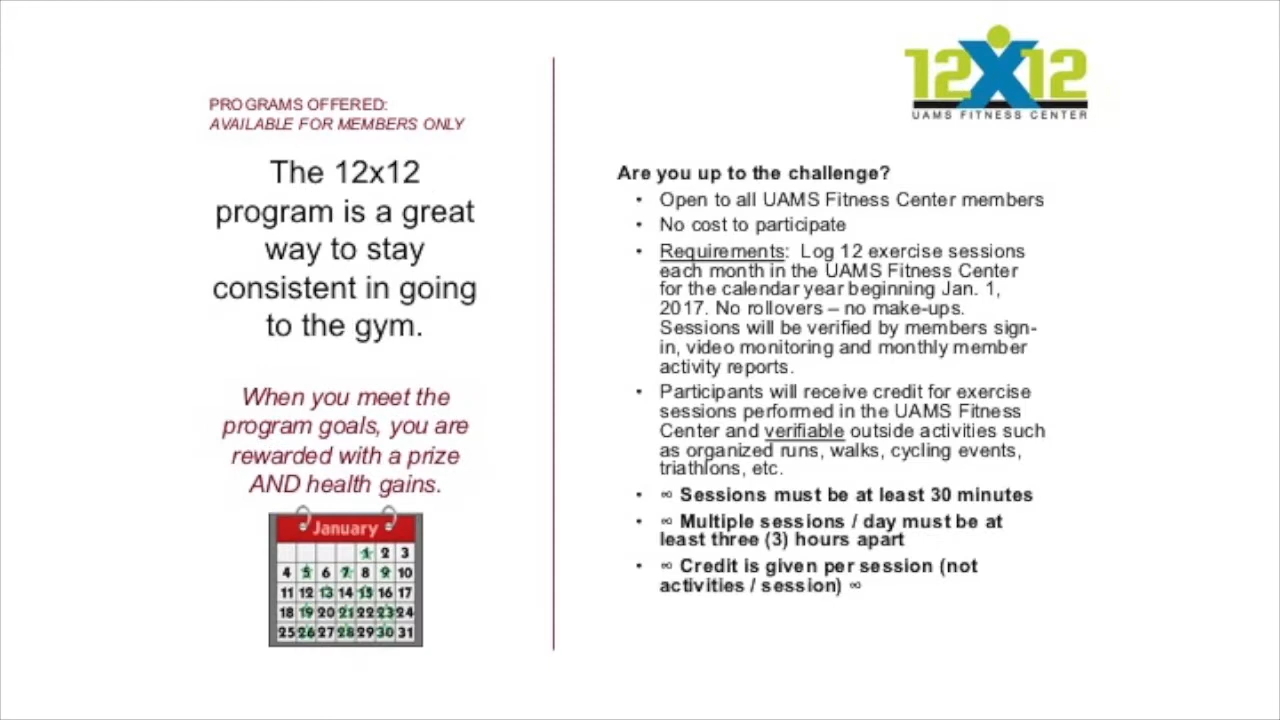 PROGRAMS OFFERED:
AVAILABLE FOR MEMBERS ONLY
The 12x12
program is a great
way to stay
consistent in going
to the gym.
When you meet the
program goals, you are
rewarded with a prize
AND health gains.
January
1 2 3
4 5 6 7 8 9 10
11 12 13 14 15 16 17
18 19 20 21 22 23 24
25 26 27 28 29 30 31
12X12
UAMS FITNESS CENTER
Are you up to the challenge?
• Open to all UAMS Fitness Center members
• No cost to participate
• Requirements: Log 12 exercise sessions
each month in the UAMS Fitness Center
for the calendar year beginning Jan. 1,
2017. No rollovers – no make-ups.
Sessions will be verified by members sign-
in, video monitoring and monthly member
activity reports.
• Participants will receive credit for exercise
sessions performed in the UAMS Fitness
Center and verifiable outside activities such
as organized runs, walks, cycling events,
triathlons, etc.
• ∞ Sessions must be at least 30 minutes
• ∞ Multiple sessions / day must be at
least three (3) hours apart
• ∞ Credit is given per session (not
activities / session) ∞